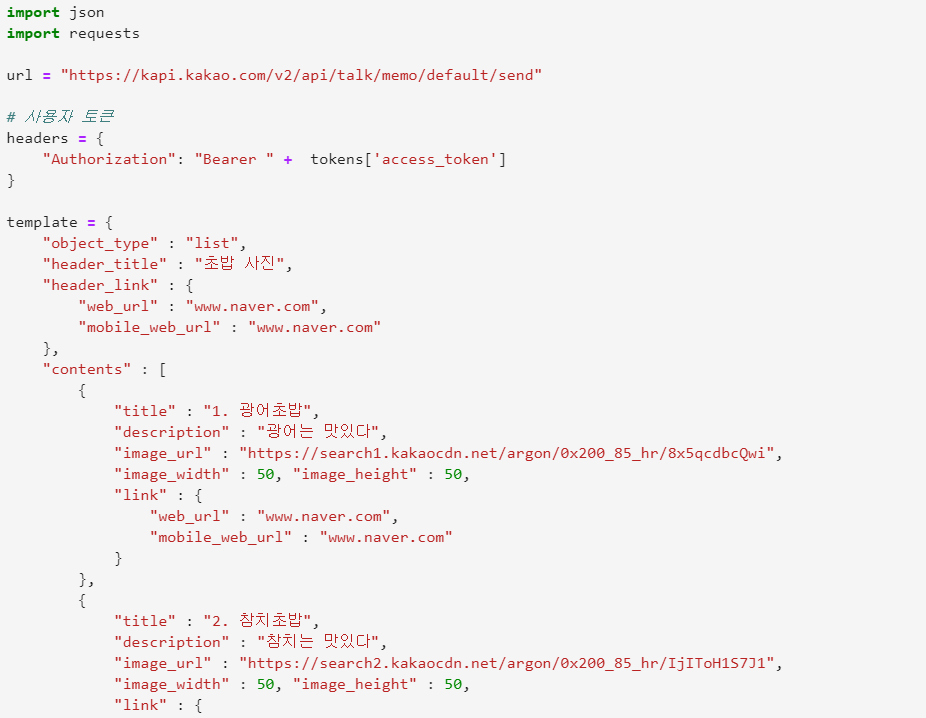 import json
import requests

url = "https://kapi.kakao.com/v2/api/talk/memo/default/send"

# 사용자 토큰
headers = {
    "Authorization": "Bearer " +  tokens['access_token']
}

template = {
    "object_type" : "list",
    "header_title" : "초밥 사진",
    "header_link" : {
        "web_url" : "www.naver.com",
        "mobile_web_url" : "www.naver.com"
    },
    "contents" : [
        {
            "title" : "1. 광어초밥",
            "description" : "광어는 맛있다",
            "image_url" : "https://search1.kakaocdn.net/argon/0x200_85_hr/8x5qcdbcQwi",
            "image_width" : 50, "image_height" : 50,
            "link" : {
                "web_url" : "www.naver.com",
                "mobile_web_url" : "www.naver.com"
            }
        },
        {
            "title" : "2. 참치초밥",
            "description" : "참치는 맛있다",
            "image_url" : "https://search2.kakaocdn.net/argon/0x200_85_hr/IjIToH1S7J1",
            "image_width" : 50, "image_height" : 50,
            "link" : {